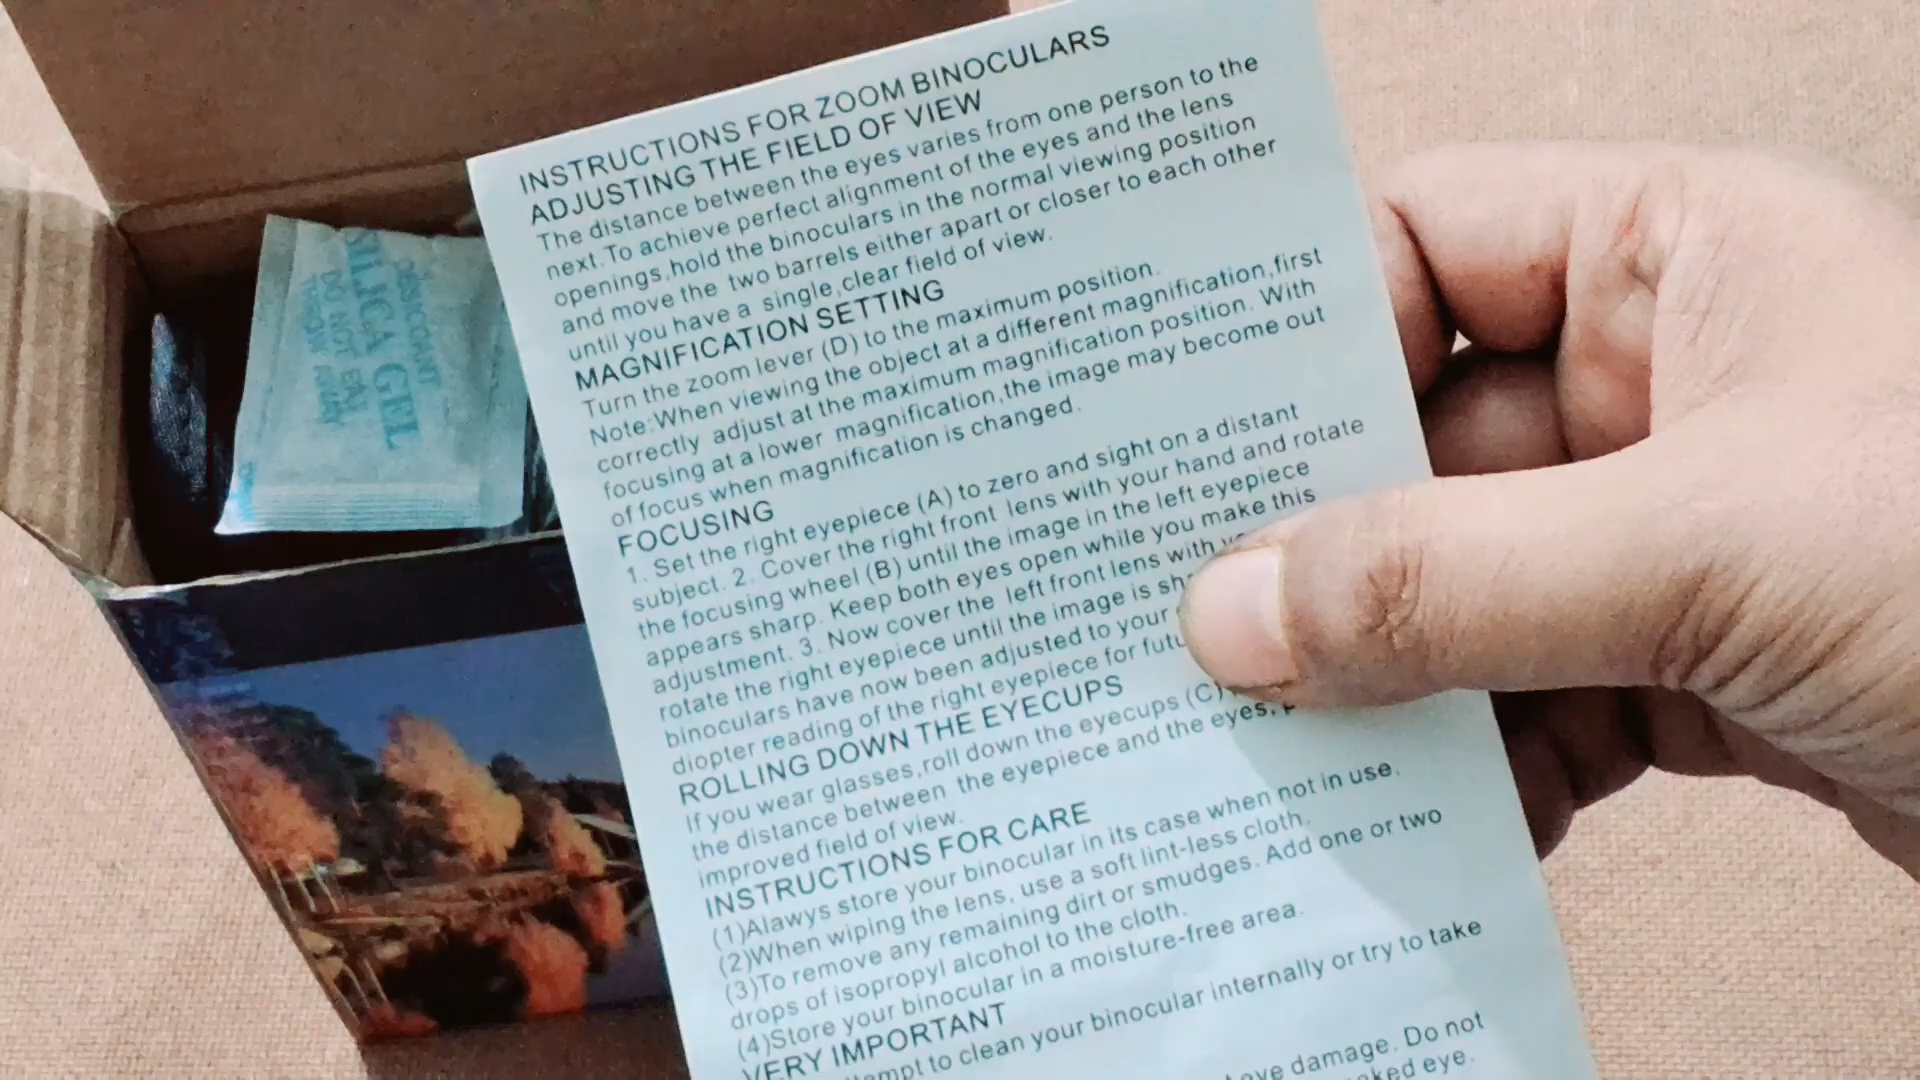 INSTRUCTIONS FOR ZOOM BINOCULARS
ADJUSTING THE FIELD OF VIEW
The distance between the eyes varies from one person to the
next.To achieve perfect alignment of the eyes and the lens
openings,hold the binoculars in the normal viewing position
and move the two barrels either apart or closer to each other
until you have a single,clear field of view.
MAGNIFICATION SETTING
Turn the zoom lever (D) to the maximum position.
Note:When viewing the object at a different magnification,first
correctly adjust at the maximum magnification position. With
focusing at a lower magnification,the image may become out
of focus when magnification is changed.
FOCUSING
1. Set the right eyepiece (A) to zero and sight on a distant
subject. 2. Cover the right front lens with your hand and rotate
the focusing wheel (B) until the image in the left eyepiece
appears sharp. Keep both eyes open while you make this
adjustment. 3. Now cover the left front lens with
rotate the right eyepiece until the image is
binoculars have now been adjusted to your
diopter reading of the right eyepiece for
ROLLING DOWN THE EYECUPS
If you wear glasses,roll down the eyecups (C)
the distance between the eyepiece and the eyes,
improved field of view.
INSTRUCTIONS FOR CARE
(1)Alawys store your binocular in its case when not in use.
(2)When wiping the lens, use a soft lint-less cloth.
(3)To remove any remaining dirt or smudges. Add one or two
drops of isopropyl alcohol to the cloth.
(4)Store your binocular in a moisture-free area.
VERY IMPORTANT
to clean your binocular internally or try to take
damage. Do not
eye.
DESICCANT
SILICA GEL
DO NOT EAT
THROW AWAY